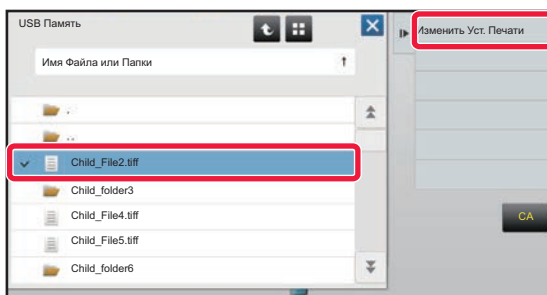 USB Память
Имя Файла или Папки
.
..
Child_File2.tiff
Child_folder3
Child_File4.tiff
Child_File5.tiff
Child_folder6
Изменить Уст. Печати
CA